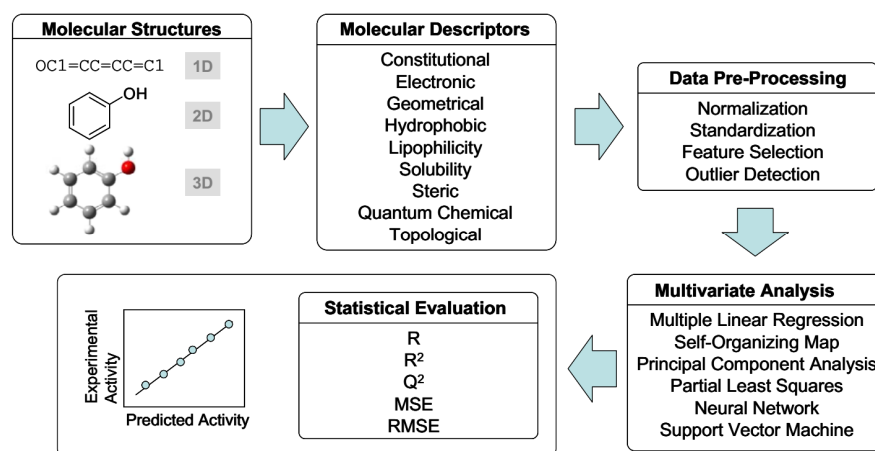 Molecular Structures
OC1=CC=CC=C1
1D
OH
2D
3D
Molecular Descriptors
Constitutional
Electronic
Geometrical
Hydrophobic
Lipophilicity
Solubility
Steric
Quantum Chemical
Topological
Data Pre-Processing
Normalization
Standardization
Feature Selection
Outlier Detection
Multivariate Analysis
Multiple Linear Regression
Self-Organizing Map
Principal Component Analysis
Partial Least Squares
Neural Network
Support Vector Machine
Statistical Evaluation
R
R²
Q²
MSE
RMSE
Experimental
Activity
Predicted Activity